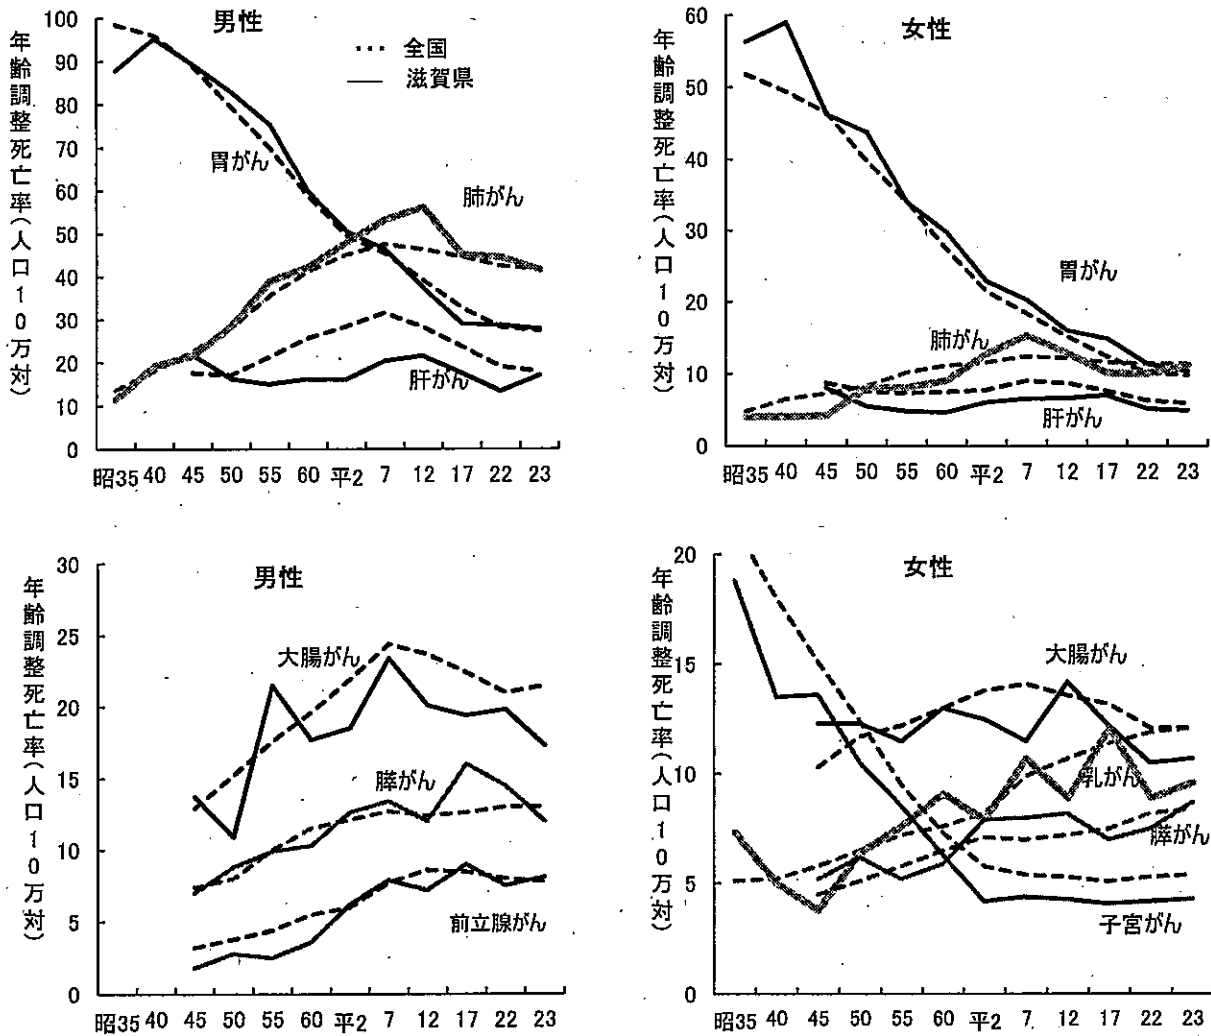 男性
年齢調整死亡率(人口10万対)
100
90
80
70
60
50
40
30
20
10
0
全国
滋賀県
胃がん
肺がん
肝がん
昭35 40 45 50 55 60 平2 7 12 17 22 23
女性
年齢調整死亡率(人口10万対)
60
50
40
30
20
10
0
胃がん
肺がん
肝がん
昭35 40 45 50 55 60 平2 7 12 17 22 23
男性
年齢調整死亡率(人口10万対)
30
25
20
15
10
5
0
大腸がん
膵がん
前立腺がん
昭35 40 45 50 55 60 平2 7 12 17 22 23
女性
年齢調整死亡率(人口10万対)
20
15
10
5
0
大腸がん
乳がん
膵がん
子宮がん
昭35 40 45 50 55 60 平2 7 12 17 22 23